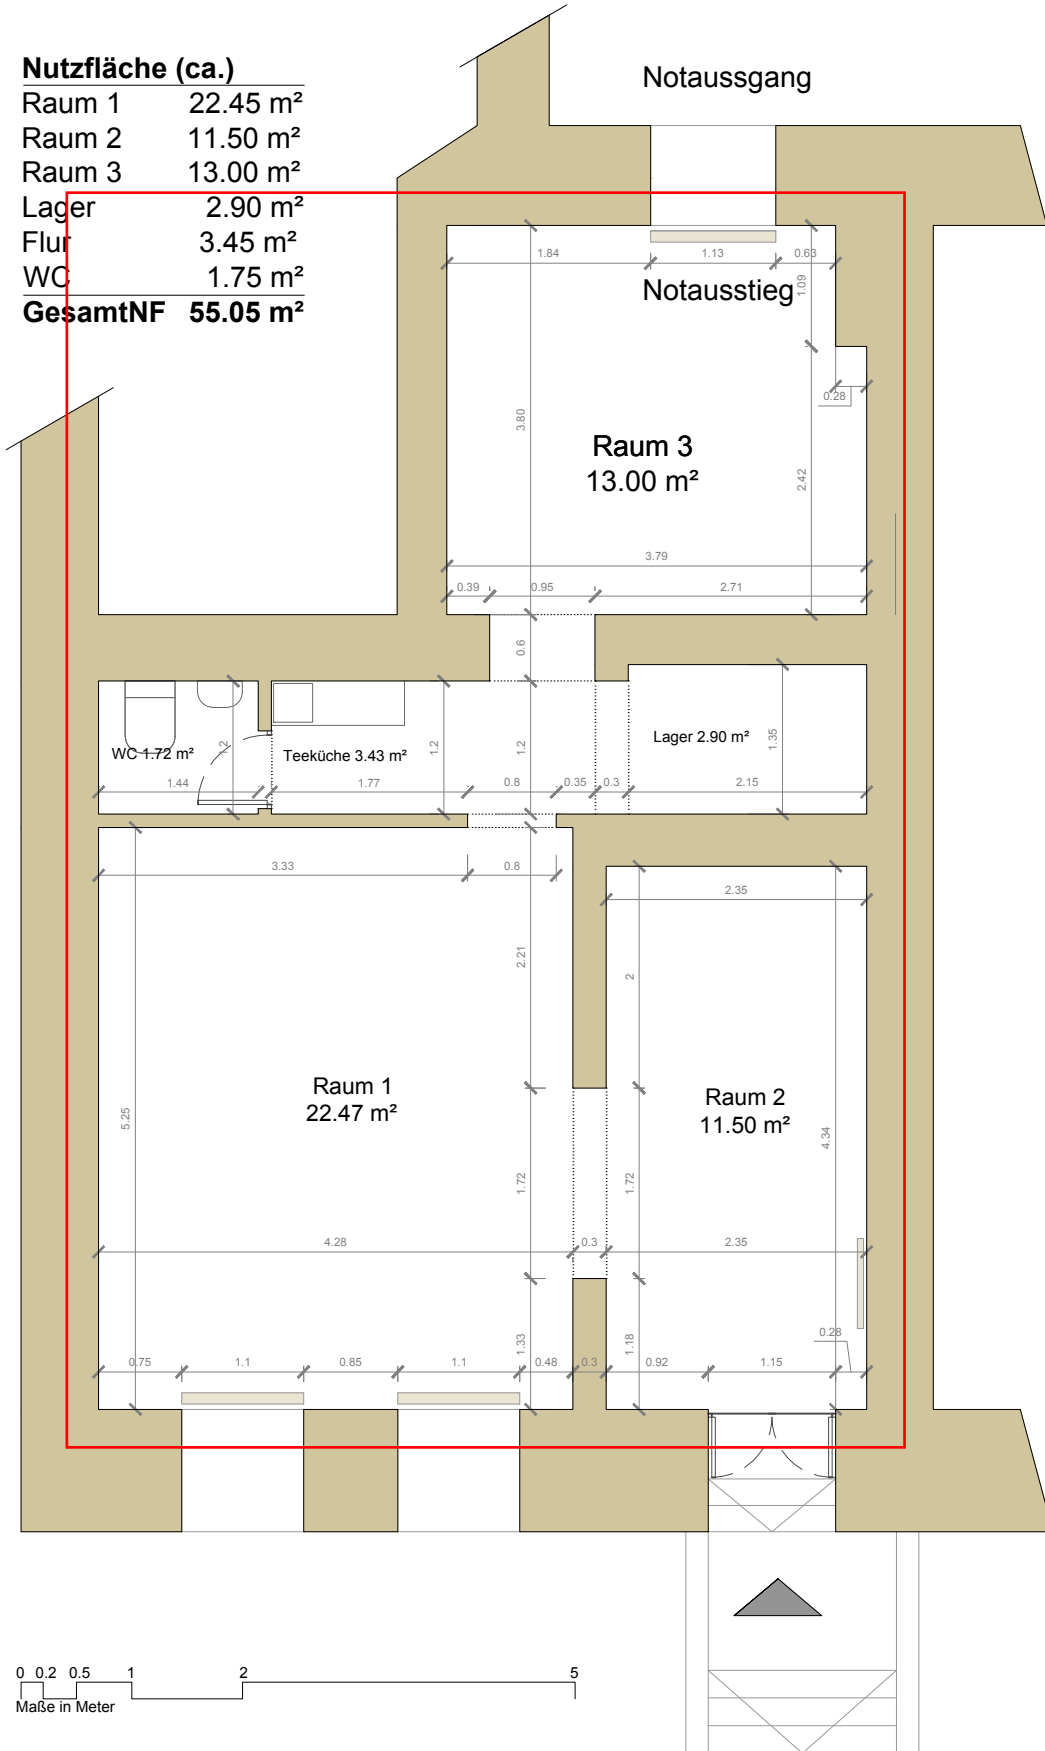 Nutzfläche (ca.)
Raum 1 22.45 m²
Raum 2 11.50 m²
Raum 3 13.00 m²
Lager 2.90 m²
Flur 3.45 m²
WC 1.75 m²
GesamtNF 55.05 m²
Notaussgang
1.84 1.13 0.63
Notausstieg
1.09
0.28
3.80
Raum 3
13.00 m²
2.42
3.79
0.39 0.95 2.71
0.6
WC 1.72 m²
1.2
Teeküche 3.43 m²
1.2
1.2
Lager 2.90 m²
1.35
1.44 1.77 0.8 0.35 0.3 2.15
3.33 0.8
2.35
2.21
2
Raum 1
22.47 m²
Raum 2
11.50 m²
5.25
4.34
1.72
1.72
4.28 0.3 2.35
1.33
1.18
0.28
0.75 1.1 0.85 1.1 0.48 0.3 0.92 1.15
0 0.2 0.5 1 2 5
Maße in Meter